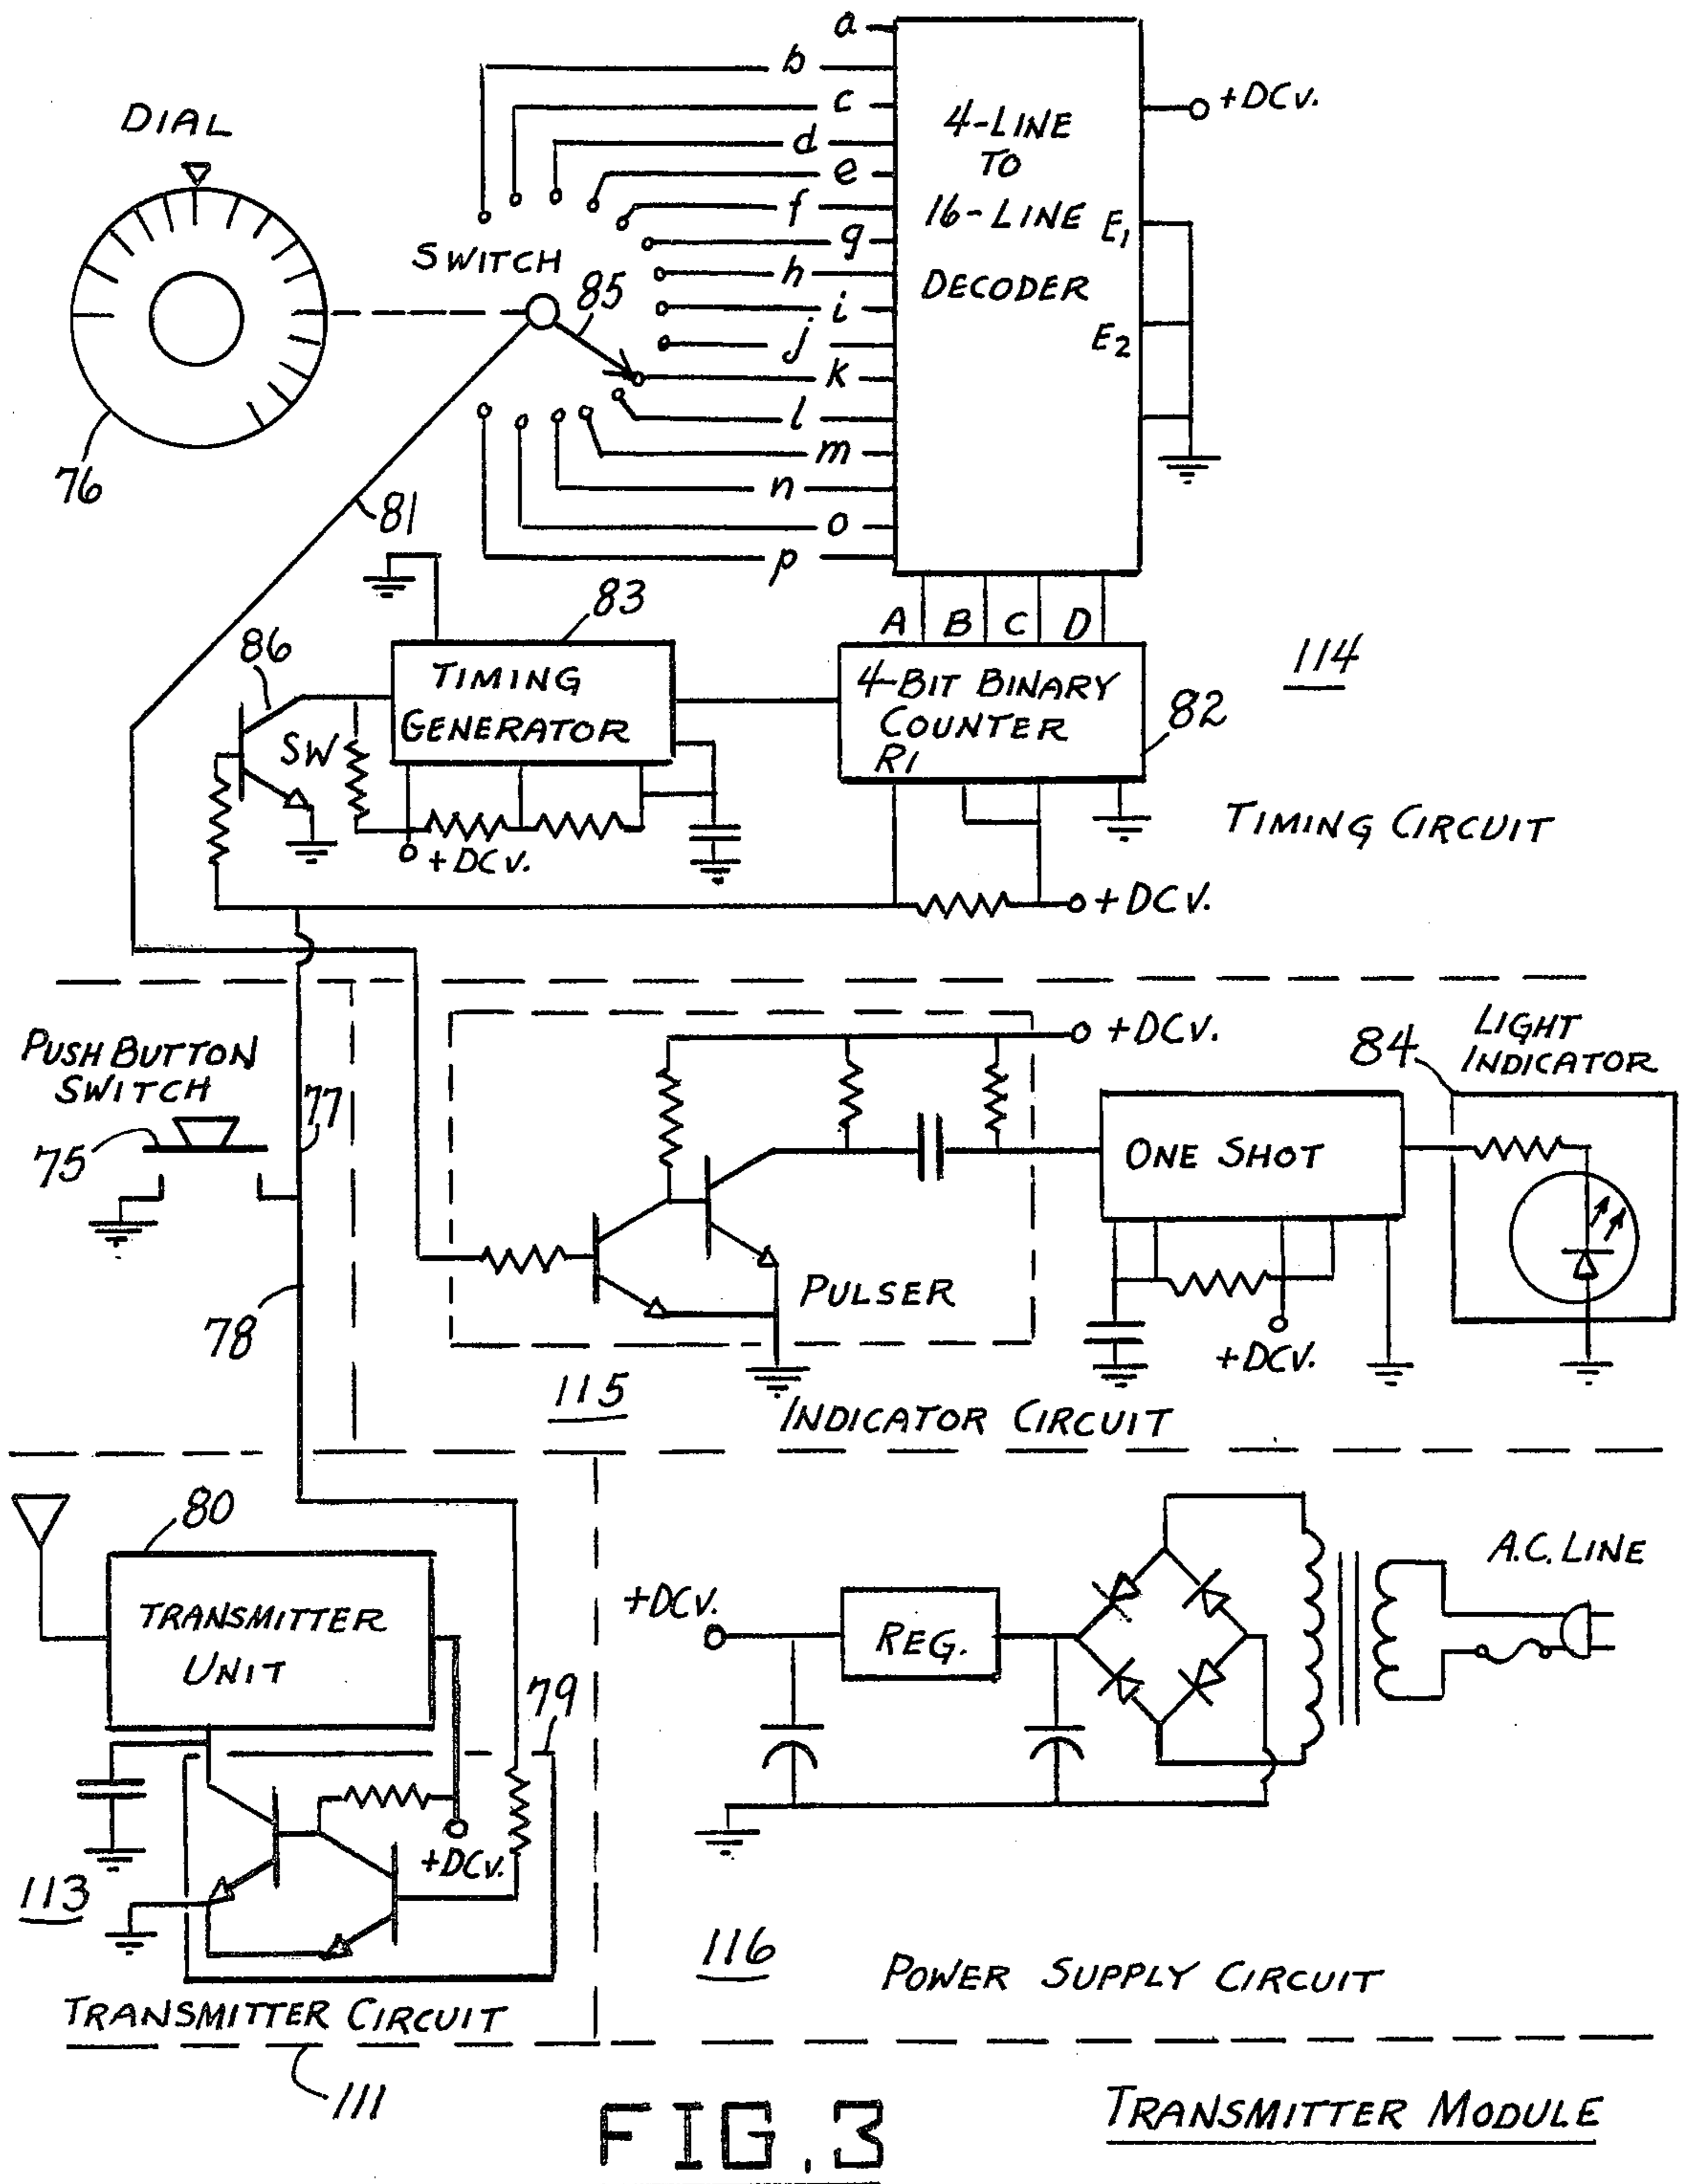 a
b
c
d
e
f
g
h
i
j
k
l
m
n
o
p
DIAL
76
SWITCH
85
81
4-LINE
TO
16-LINE
DECODER
E1
E2
+DCV.
A B C D
114
83
TIMING
GENERATOR
86
SW
+DCV.
4-BIT BINARY
COUNTER
R1
82
TIMING CIRCUIT
+DCV.
PUSH BUTTON
SWITCH
75
77
78
+DCV.
PULSER
ONE SHOT
+DCV.
84
LIGHT
INDICATOR
115
INDICATOR CIRCUIT
80
TRANSMITTER
UNIT
79
+DCV.
113
TRANSMITTER CIRCUIT
111
+DCV.
REG.
A.C. LINE
116
POWER SUPPLY CIRCUIT
FIG.3
TRANSMITTER MODULE